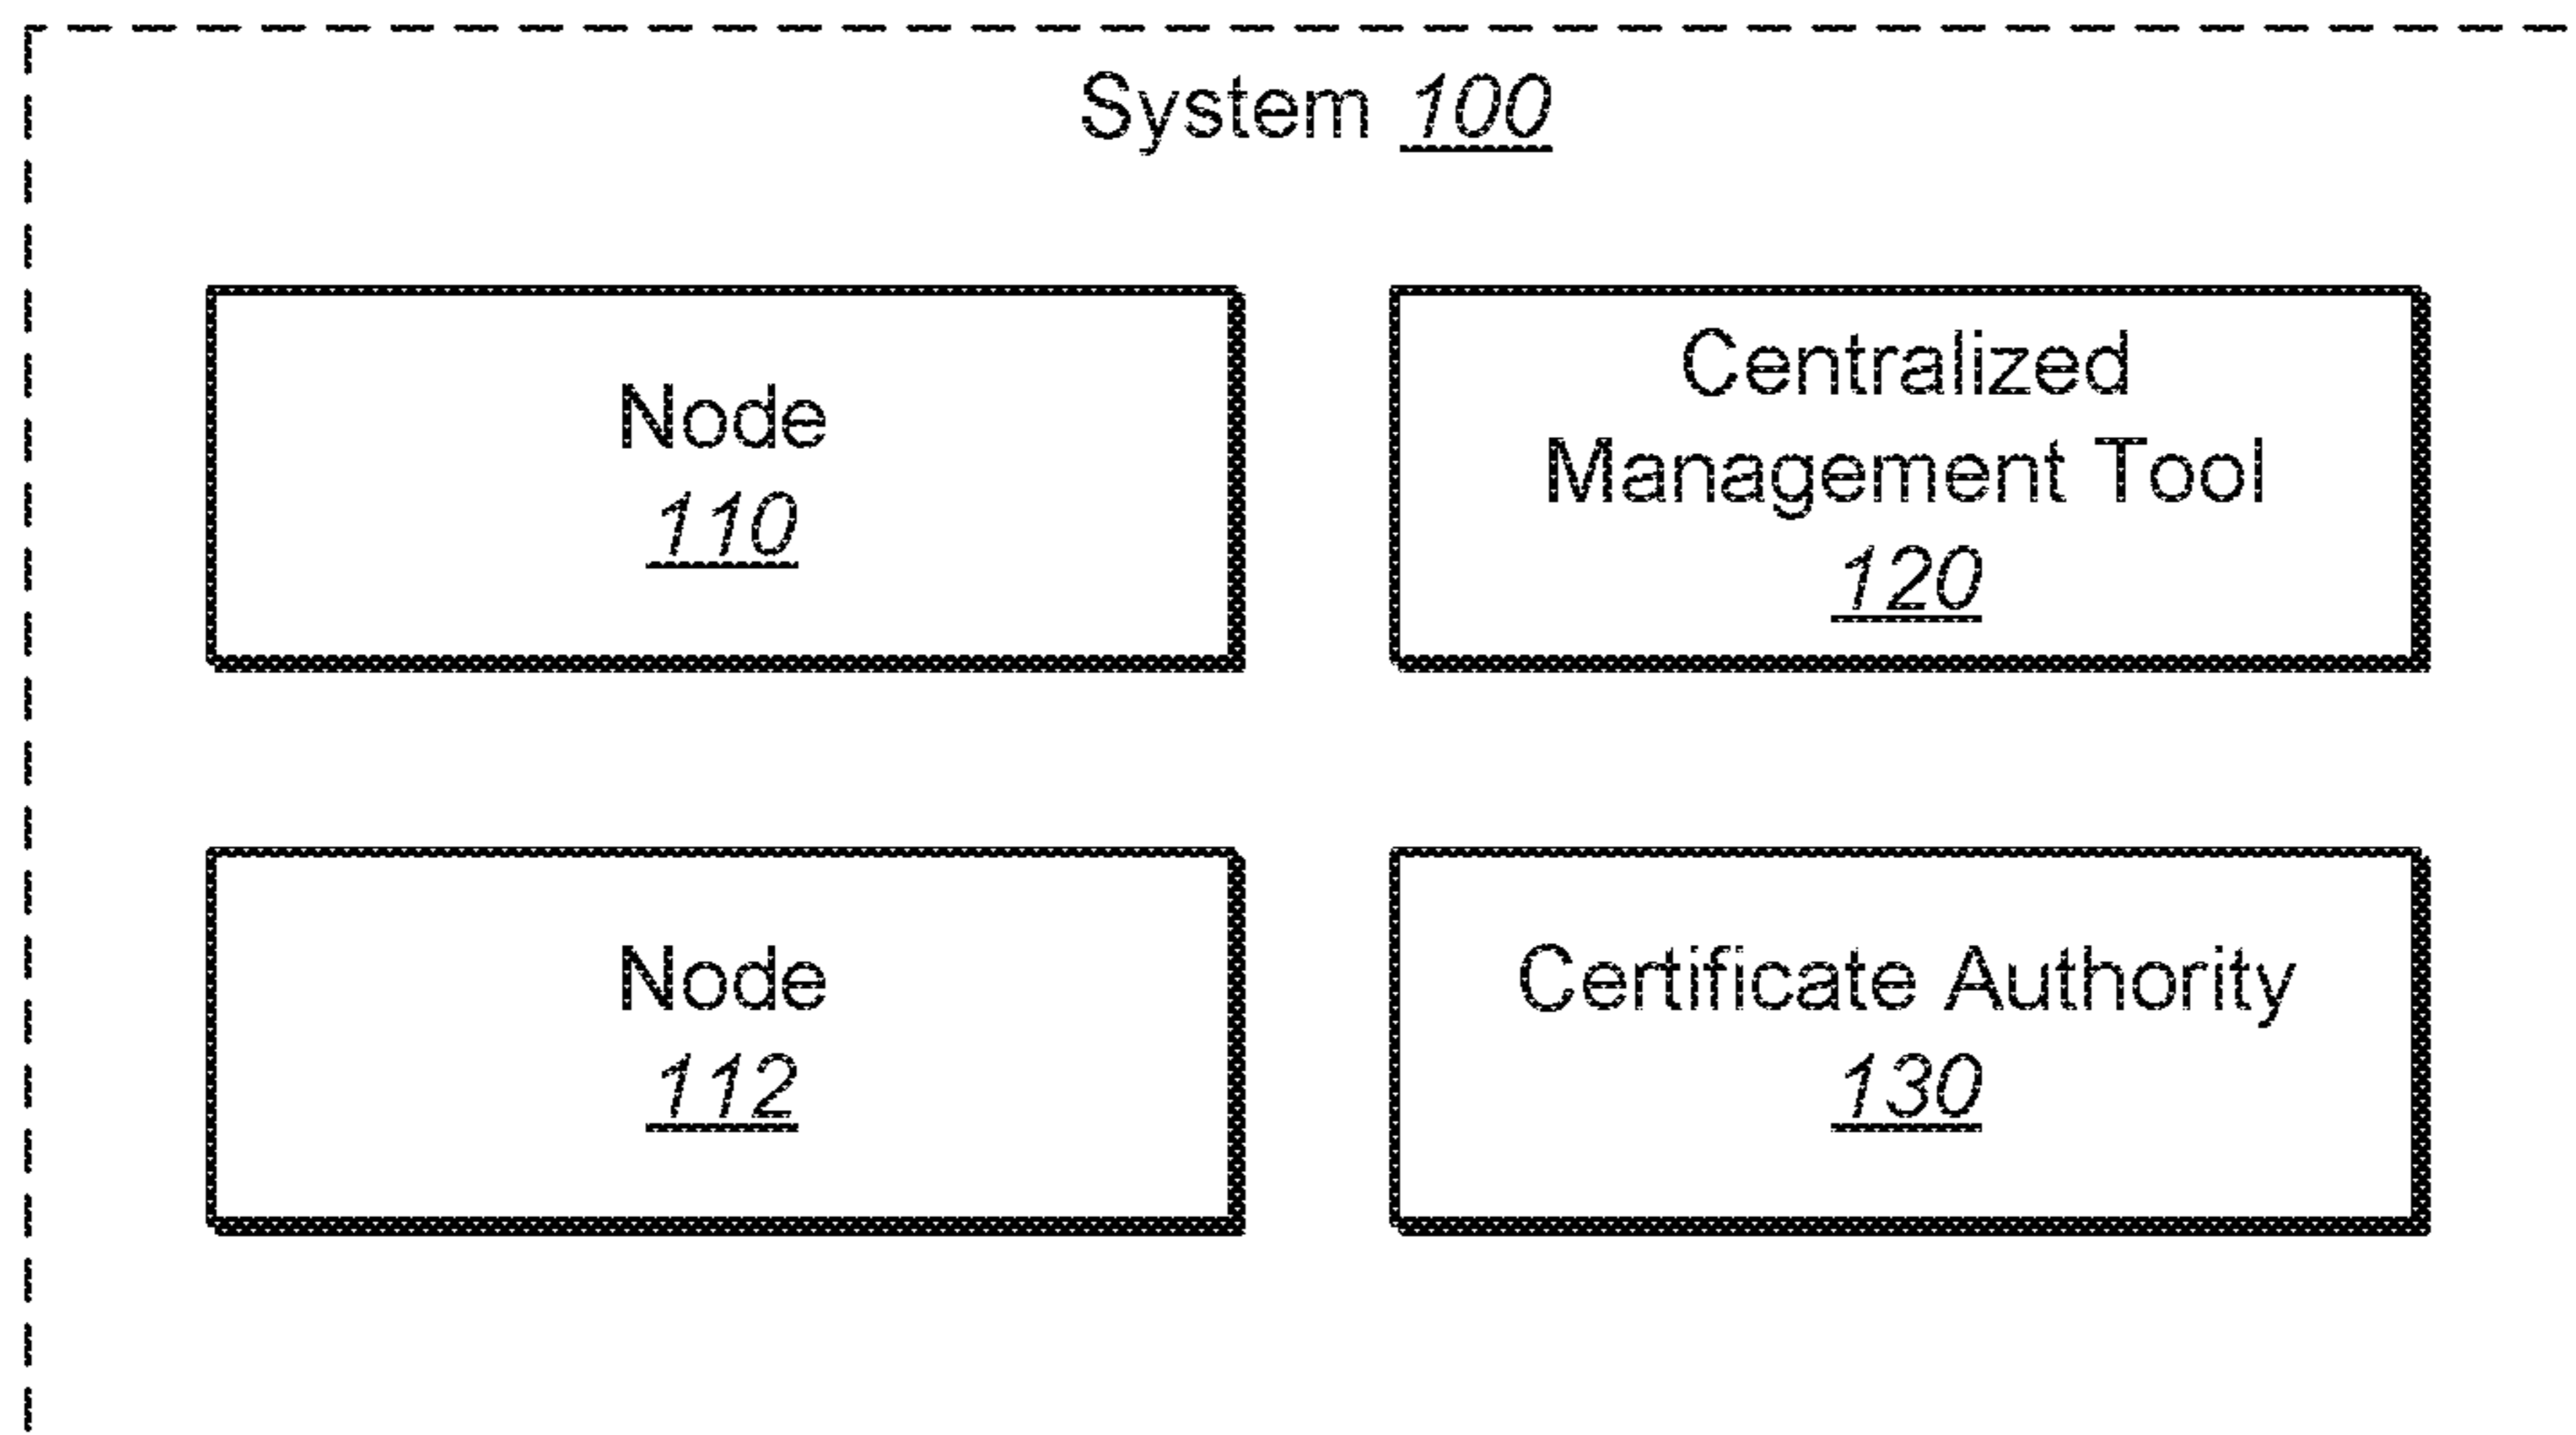 System 100
Node
110
Centralized
Management Tool
120
Node
112
Certificate Authority
130